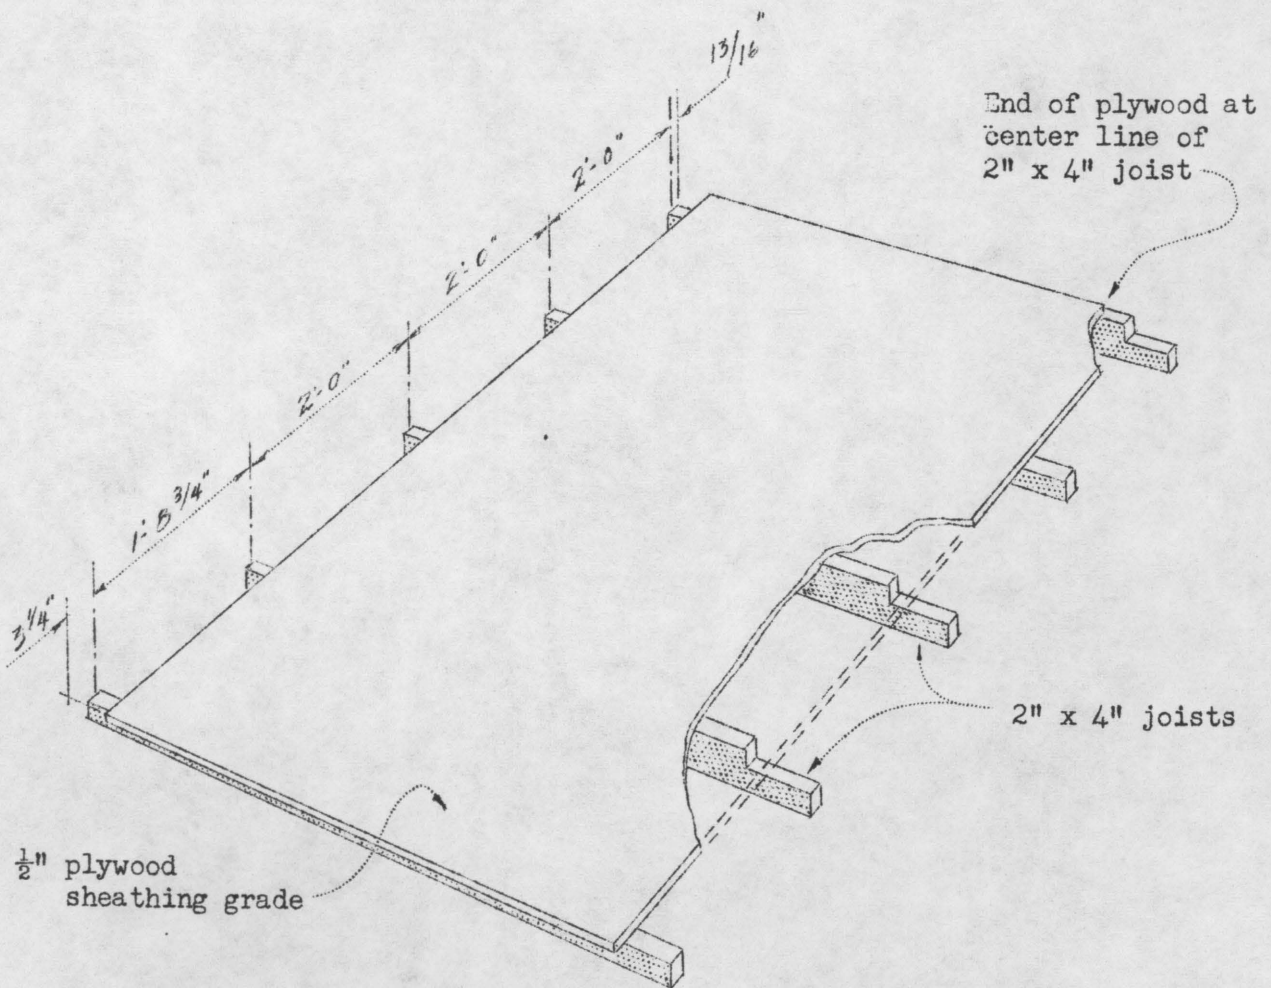 13/16"
End of plywood at
center line of
2" x 4" joist
2'-0"
2'-0"
2'-0"
1'-8 3/4"
3 1/4"
2" x 4" joists
1/2" plywood
sheathing grade